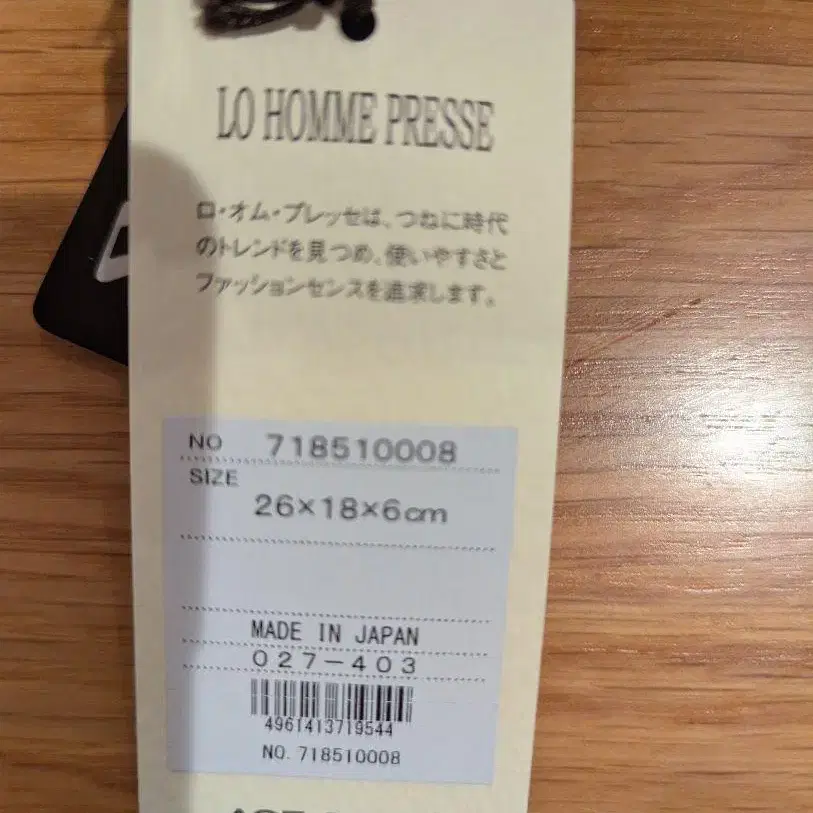 LO HOMME PRESSE
ロ・オム・プレッセは、つねに時代
のトレンドを見つめ、使いやすさと
ファッションセンスを追求します。
NO 718510008
SIZE
26×18×6cm
MADE IN JAPAN
027-403
4961413719544
NO. 718510008